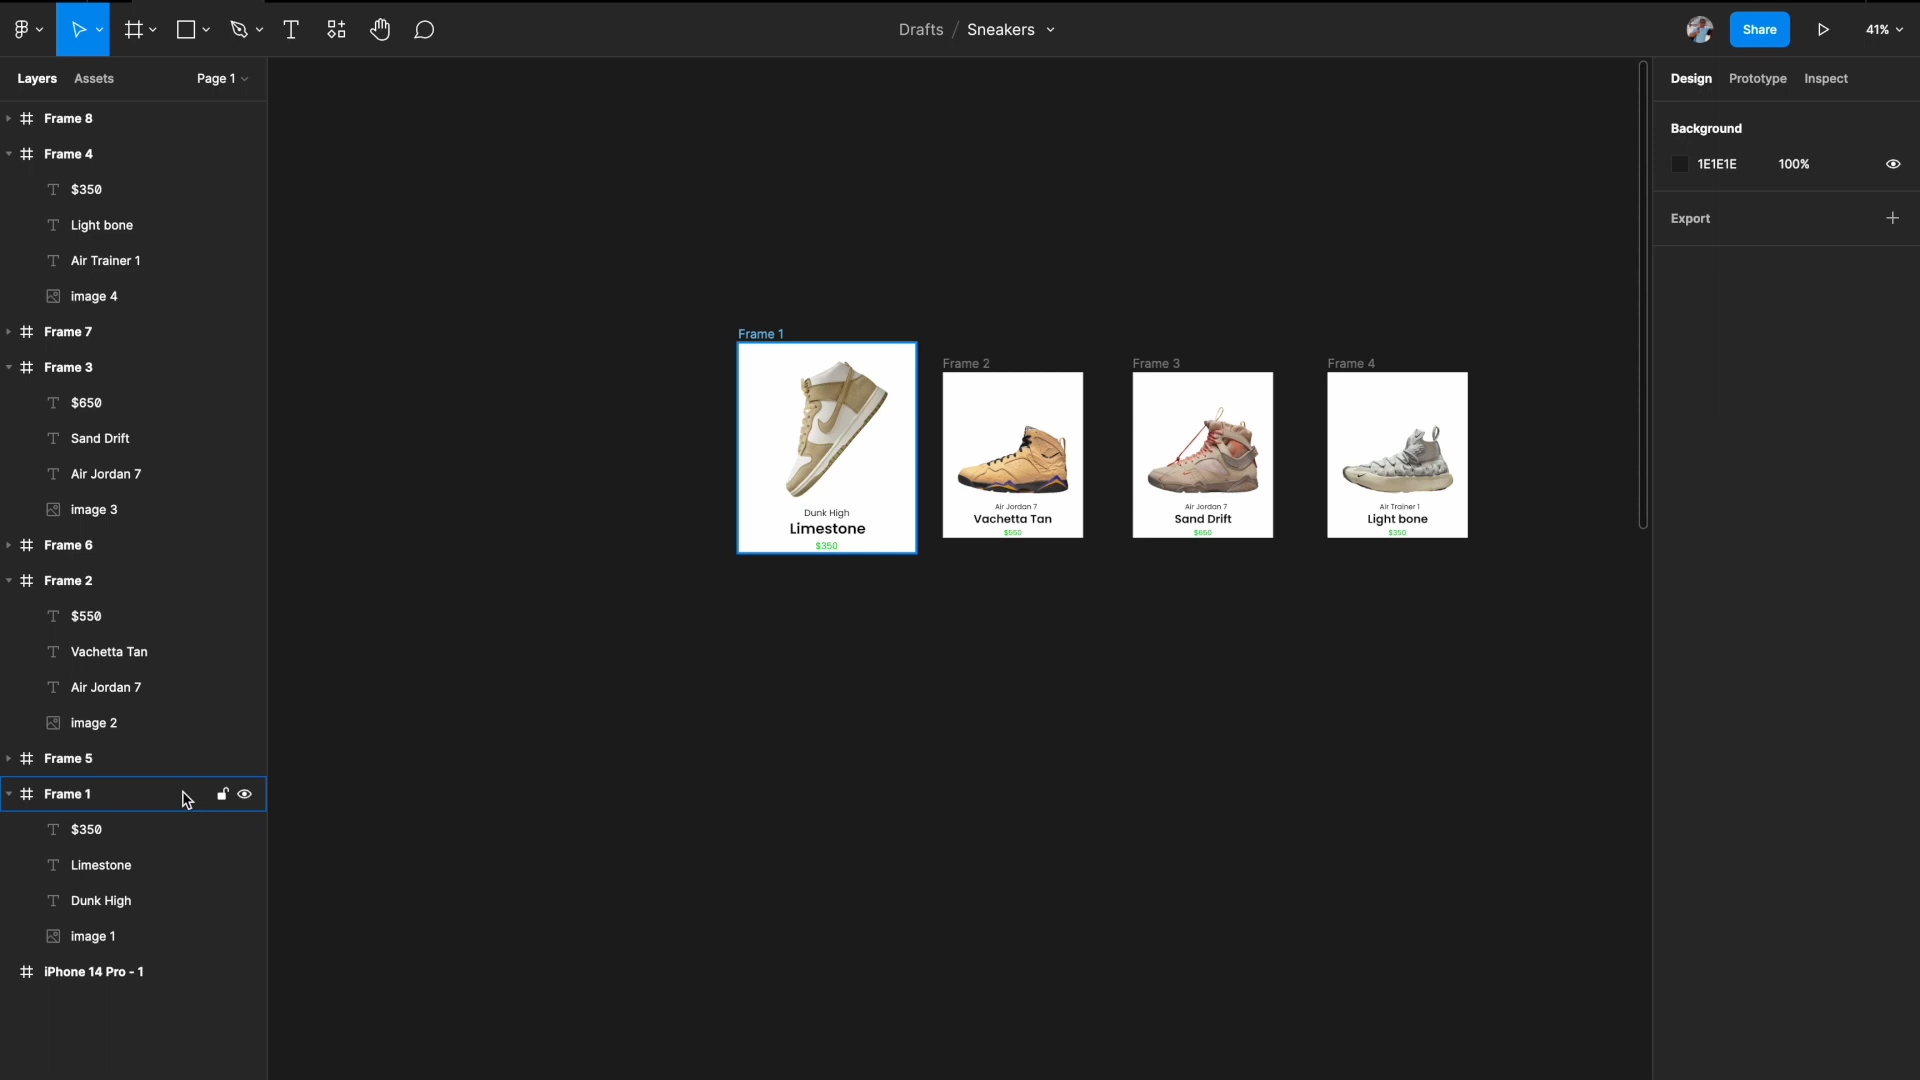 Drafts / Sneakers
Share
41%
Layers Assets Page 1
Frame 8
Frame 4
$350
Light bone
Air Trainer 1
image 4
Frame 7
Frame 3
$650
Sand Drift
Air Jordan 7
image 3
Frame 6
Frame 2
$550
Vachetta Tan
Air Jordan 7
image 2
Frame 5
Frame 1
$350
Limestone
Dunk High
image 1
iPhone 14 Pro - 1
Frame 1
Dunk High
Limestone
$350
Frame 2
Air Jordan 7
Vachetta Tan
$550
Frame 3
Air Jordan 7
Sand Drift
$650
Frame 4
Air Trainer 1
Light bone
$350
Design Prototype Inspect
Background
1E1E1E 100%
Export